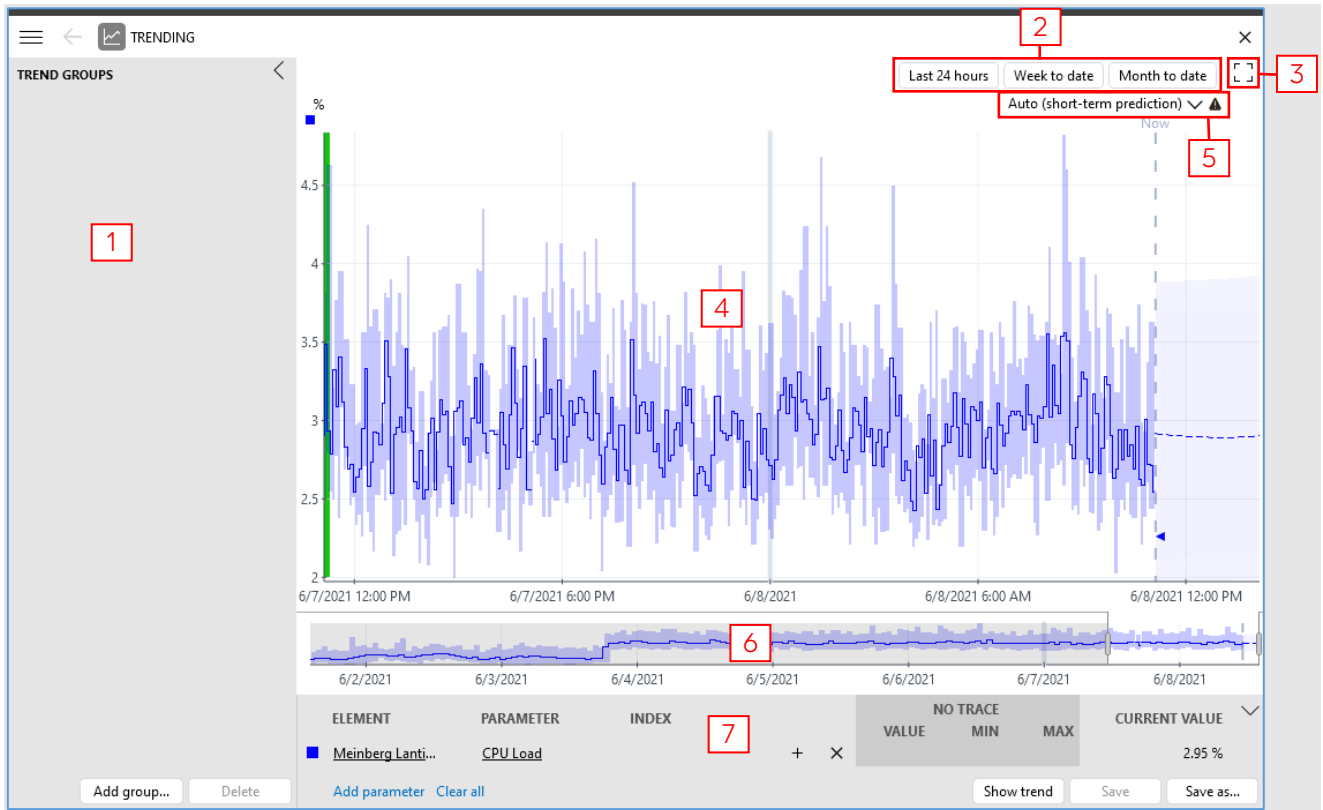 TRENDING
2
TREND GROUPS
Last 24 hours Week to date Month to date
3
Auto (short-term prediction)
5
%
Now
1
4
4.5
4
3.5
3
2.5
2
6/7/2021 12:00 PM 6/7/2021 6:00 PM 6/8/2021 6/8/2021 6:00 AM 6/8/2021 12:00 PM
6
6/2/2021 6/3/2021 6/4/2021 6/5/2021 6/6/2021 6/7/2021 6/8/2021
ELEMENT PARAMETER INDEX
7
NO TRACE
VALUE MIN MAX
CURRENT VALUE
Meinberg Lanti... CPU Load + 2.95 %
Add group... Delete
Add parameter Clear all
Show trend Save Save as...